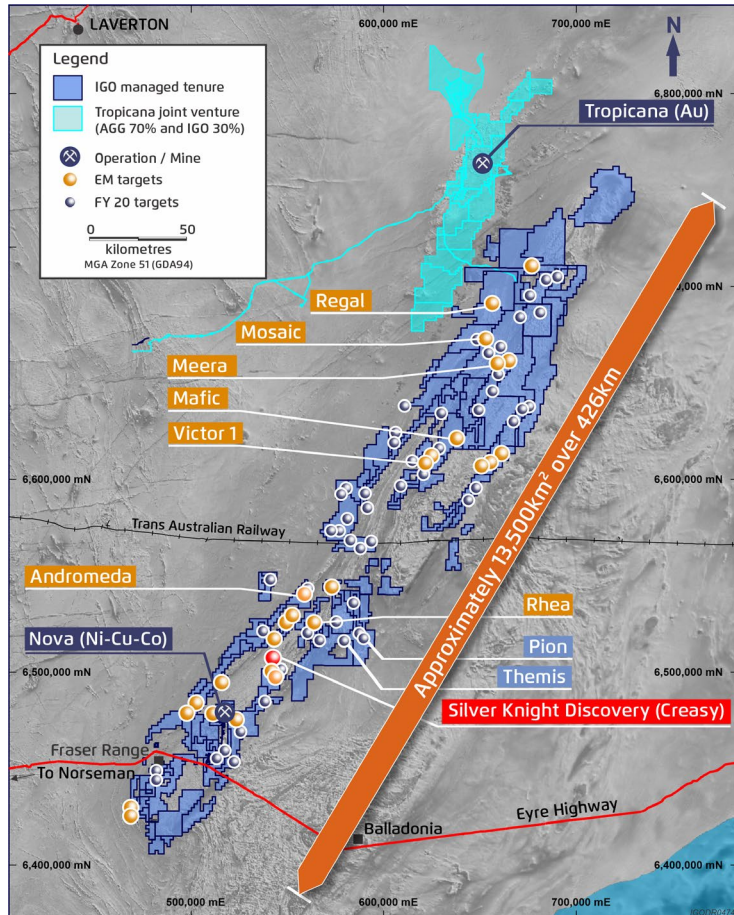 600,000 mE
700,000 mE
LAVERTON
N
Legend
IGO managed tenure
Tropicana joint venture
(AGG 70% and IGO 30%)
Operation / Mine
EM targets
FY 20 targets
0 50
kilometres
MGA Zone 51 (GDA94)
6,800,000 mN
Tropicana (Au)
,000 mN
Regal
Mosaic
Meera
Mafic
Victor 1
6,600,000 mN
6,600,000 mN
Approximately 13,500km² over 426km
Trans Australian Railway
Andromeda
Rhea
Nova (Ni-Cu-Co)
Pion
Themis
6,500,000 mN
6,500,000 mN
Silver Knight Discovery (Creasy)
Fraser Range
To Norseman
Eyre Highway
Balladonia
6,400,000 mN
6,400,000 mN
500,000 mE
600,000 mE
700,000 mE